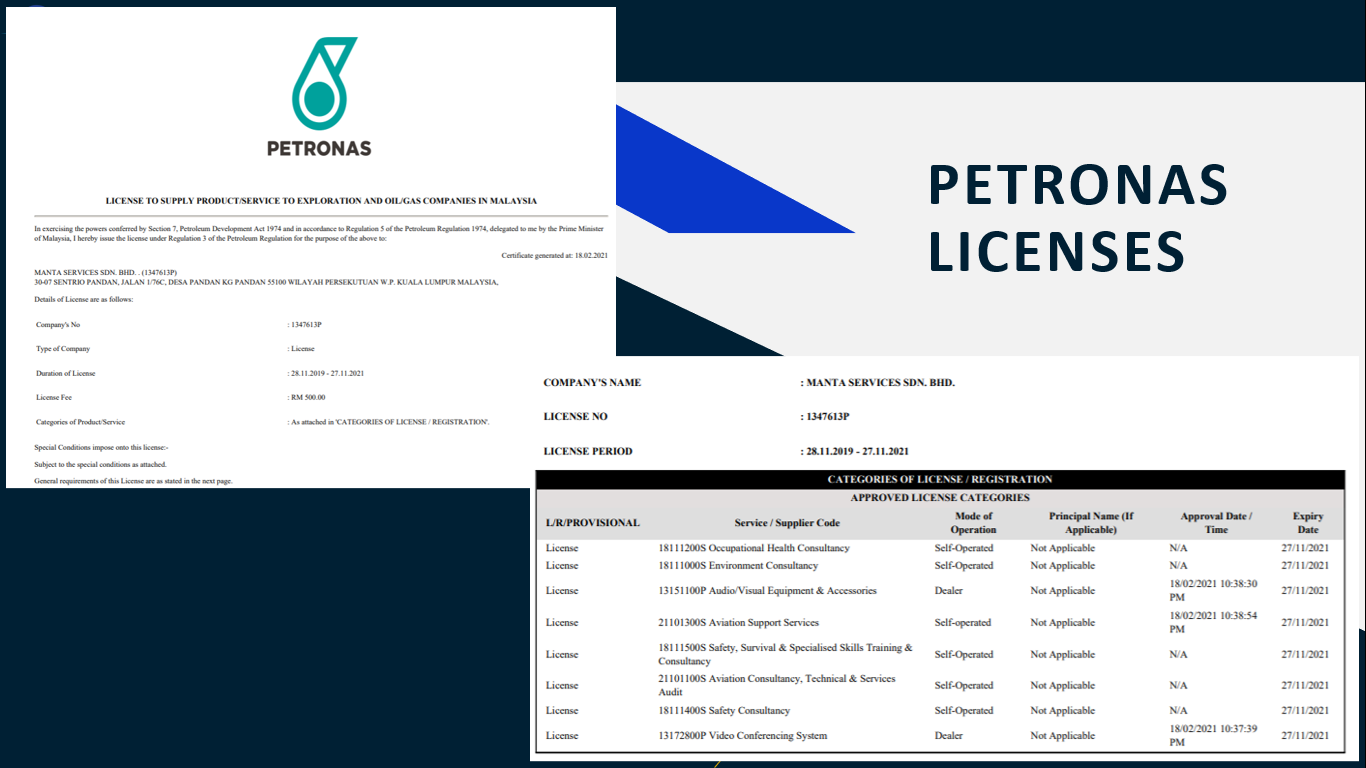 PETRONAS
LICENSE TO SUPPLY PRODUCT/SERVICE TO EXPLORATION AND OIL/GAS COMPANIES IN MALAYSIA
In exercising the powers conferred by Section 7, Petroleum Development Act 1974 and in accordance to Regulation 5 of the Petroleum Regulation 1974, delegated to me by the Prime Minister
of Malaysia, I hereby issue the license under Regulation 3 of the Petroleum Regulation for the purpose of the above to:
Certificate generated at: 18.02.2021
MANTA SERVICES SDN. BHD. . (1347613P)
30-07 SENTRIO PANDAN, JALAN 1/76C, DESA PANDAN KG PANDAN 55100 WILAYAH PERSEKUTUAN W.P. KUALA LUMPUR MALAYSIA,
Details of License are as follows:
Company's No : 1347613P
Type of Company : License
Duration of License : 28.11.2019 - 27.11.2021
License Fee : RM 500.00
Categories of Product/Service : As attached in 'CATEGORIES OF LICENSE / REGISTRATION'.
Special Conditions impose onto this license:-
Subject to the special conditions as attached.
General requirements of this License are as stated in the next page.
PETRONAS
LICENSES
COMPANY'S NAME : MANTA SERVICES SDN. BHD.
LICENSE NO : 1347613P
LICENSE PERIOD : 28.11.2019 - 27.11.2021
CATEGORIES OF LICENSE / REGISTRATION
APPROVED LICENSE CATEGORIES
L/R/PROVISIONAL Service / Supplier Code Mode of Operation Principal Name (If Applicable) Approval Date / Time Expiry Date
License 18111200S Occupational Health Consultancy Self-Operated Not Applicable N/A 27/11/2021
License 18111000S Environment Consultancy Self-Operated Not Applicable N/A 27/11/2021
License 13151100P Audio/Visual Equipment & Accessories Dealer Not Applicable 18/02/2021 10:38:30 PM 27/11/2021
License 21101300S Aviation Support Services Self-operated Not Applicable 18/02/2021 10:38:54 PM 27/11/2021
License 18111500S Safety, Survival & Specialised Skills Training & Consultancy Self-Operated Not Applicable N/A 27/11/2021
License 21101100S Aviation Consultancy, Technical & Services Audit Self-Operated Not Applicable N/A 27/11/2021
License 18111400S Safety Consultancy Self-Operated Not Applicable N/A 27/11/2021
License 13172800P Video Conferencing System Dealer Not Applicable 18/02/2021 10:37:39 PM 27/11/2021